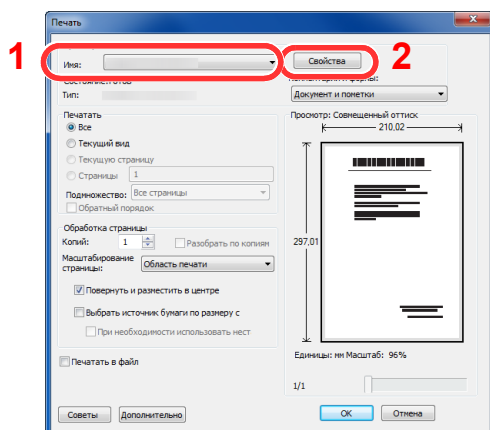 Печать
1
2
Имя:
Свойства
Состояние:
Тип:
Документ и пометки
Печатать
Все
Текущий вид
Текущую страницу
Страницы
1
Подмножество:
Все страницы
Обратный порядок
Просмотр: Совмещенный оттиск
210,02
297,01
Обработка страницы
Копий:
1
Разобрать по копиям
Масштабирование
страницы:
Область печати
Повернуть и разместить в центре
Выбрать источник бумаги по размеру с
При необходимости использовать нест
Печатать в файл
Единицы: мм Масштаб: 96%
1/1
Советы
Дополнительно
OK
Отмена